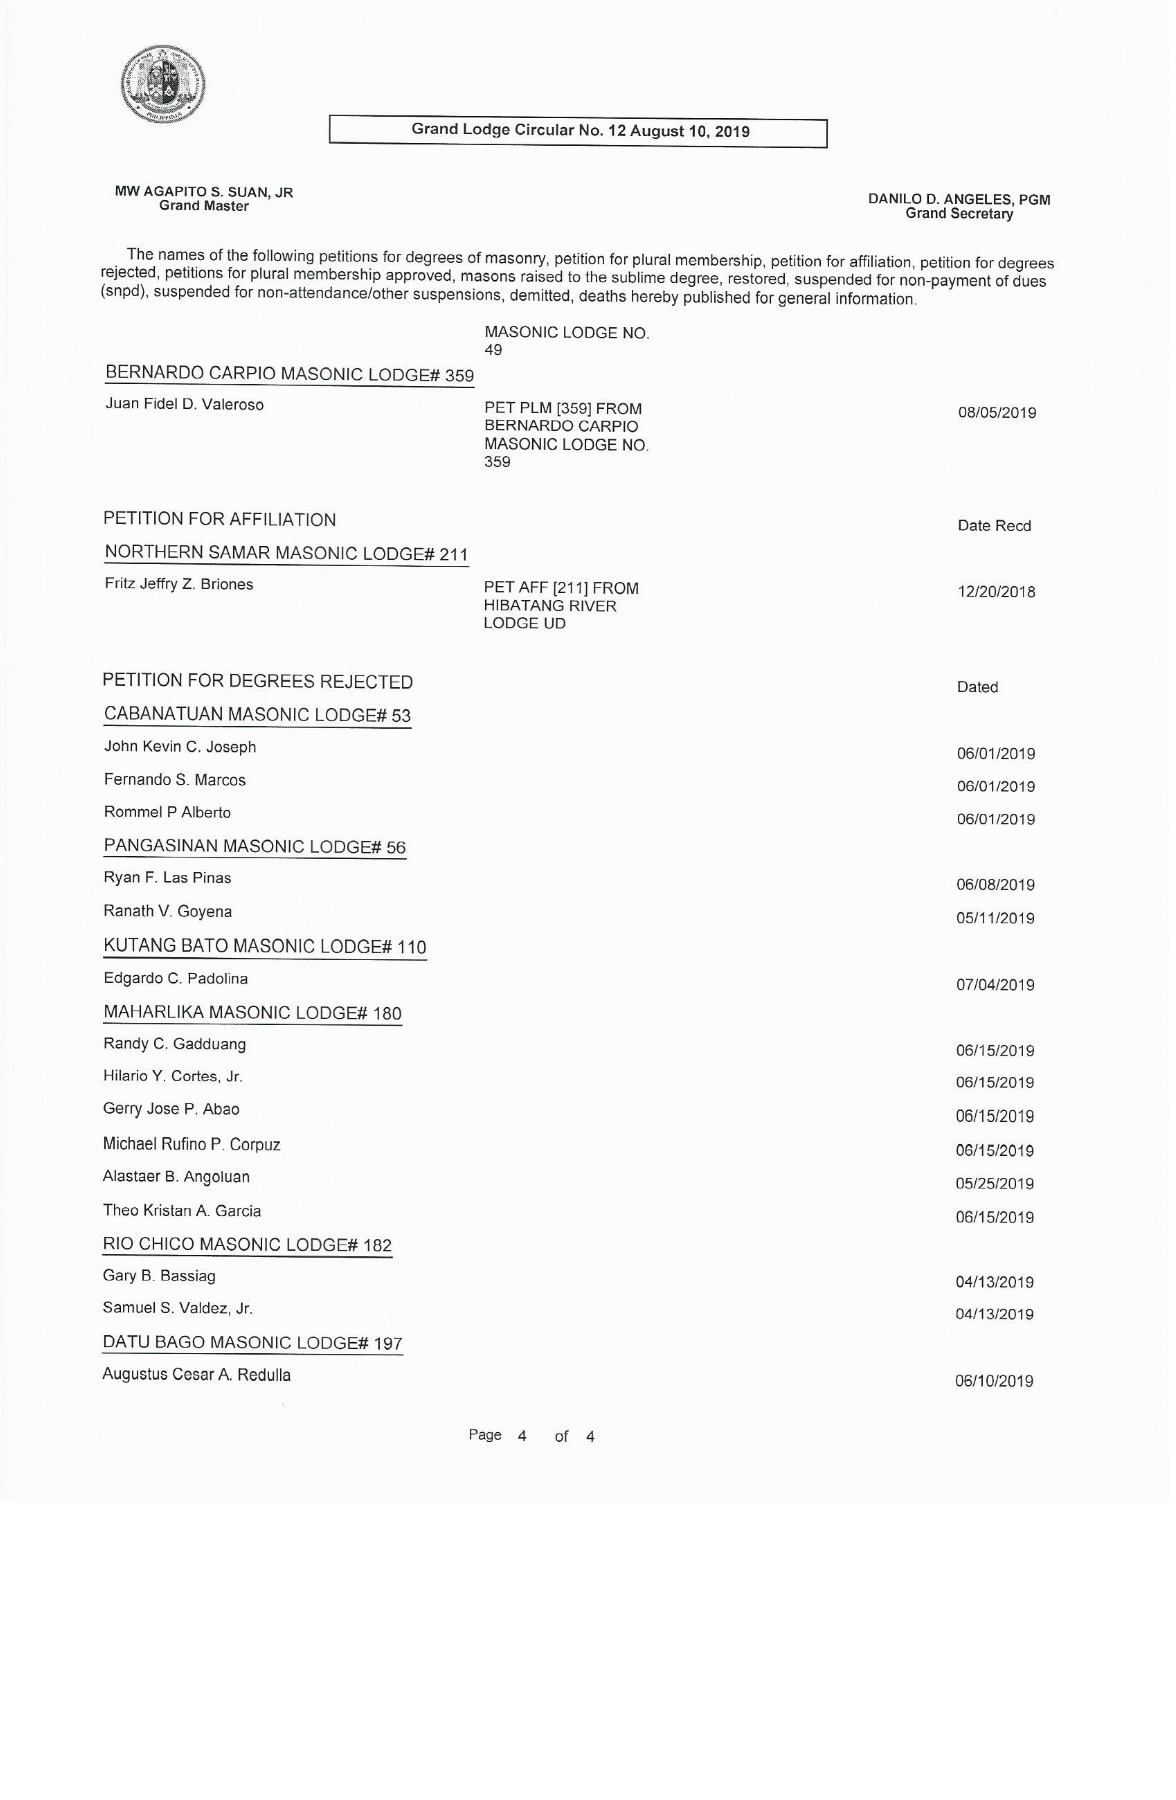 PHILIPPINES
Grand Lodge Circular No. 12 August 10, 2019
MW AGAPITO S. SUAN, JR
Grand Master
DANILO D. ANGELES, PGM
Grand Secretary
The names of the following petitions for degrees of masonry, petition for plural membership, petition for affiliation, petition for degrees
rejected, petitions for plural membership approved, masons raised to the sublime degree, restored, suspended for non-payment of dues
(snpd), suspended for non-attendance/other suspensions, demitted, deaths hereby published for general information.
MASONIC LODGE NO.
49
BERNARDO CARPIO MASONIC LODGE# 359
Juan Fidel D. Valeroso PET PLM [359] FROM 08/05/2019
BERNARDO CARPIO
MASONIC LODGE NO.
359
PETITION FOR AFFILIATION Date Recd
NORTHERN SAMAR MASONIC LODGE# 211
Fritz Jeffry Z. Briones PET AFF [211] FROM 12/20/2018
HIBATANG RIVER
LODGE UD
PETITION FOR DEGREES REJECTED Dated
CABANATUAN MASONIC LODGE# 53
John Kevin C. Joseph 06/01/2019
Fernando S. Marcos 06/01/2019
Rommel P Alberto 06/01/2019
PANGASINAN MASONIC LODGE# 56
Ryan F. Las Pinas 06/08/2019
Ranath V. Goyena 05/11/2019
KUTANG BATO MASONIC LODGE# 110
Edgardo C. Padolina 07/04/2019
MAHARLIKA MASONIC LODGE# 180
Randy C. Gadduang 06/15/2019
Hilario Y. Cortes, Jr. 06/15/2019
Gerry Jose P. Abao 06/15/2019
Michael Rufino P. Corpuz 06/15/2019
Alastaer B. Angoluan 05/25/2019
Theo Kristan A. Garcia 06/15/2019
RIO CHICO MASONIC LODGE# 182
Gary B. Bassiag 04/13/2019
Samuel S. Valdez, Jr. 04/13/2019
DATU BAGO MASONIC LODGE# 197
Augustus Cesar A. Redulla 06/10/2019
Page 4 of 4